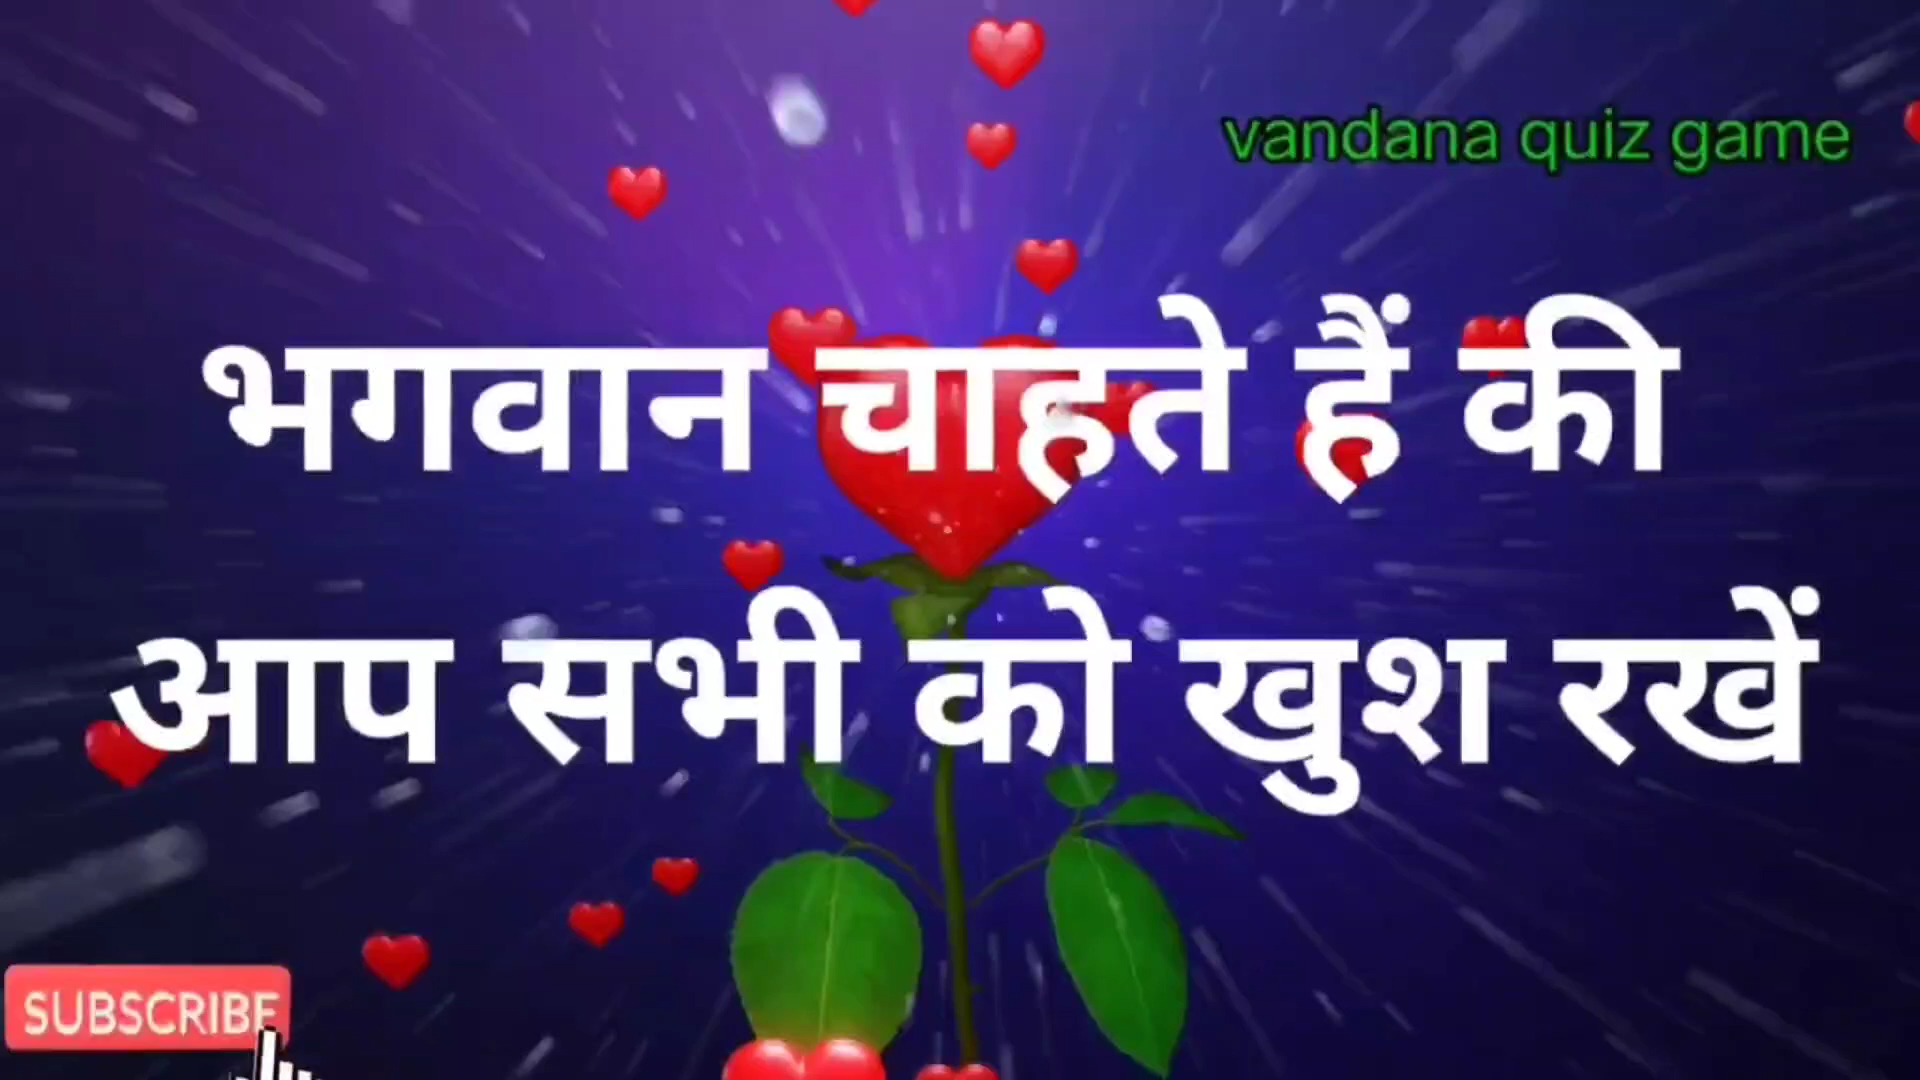 vandana quiz game
भगवान चाहते हैं की
आप सभी को खुश रखें
SUBSCRIBE